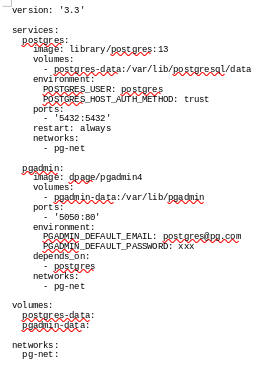 version: '3.3'

services:
  postgres:
    image: library/postgres:13
    volumes:
      - postgres-data:/var/lib/postgresql/data
    environment:
      POSTGRES_USER: postgres
      POSTGRES_HOST_AUTH_METHOD: trust
    ports:
      - '5432:5432'
    restart: always
    networks:
      - pg-net

  pgadmin:
    image: dpage/pgadmin4
    volumes:
      - pgadmin-data:/var/lib/pgadmin
    ports:
      - '5050:80'
    environment:
      PGADMIN_DEFAULT_EMAIL: postgres@pg.com
      PGADMIN_DEFAULT_PASSWORD: xxx
    depends_on:
      - postgres
    networks:
      - pg-net

volumes:
  postgres-data:
  pgadmin-data:

networks:
  pg-net: